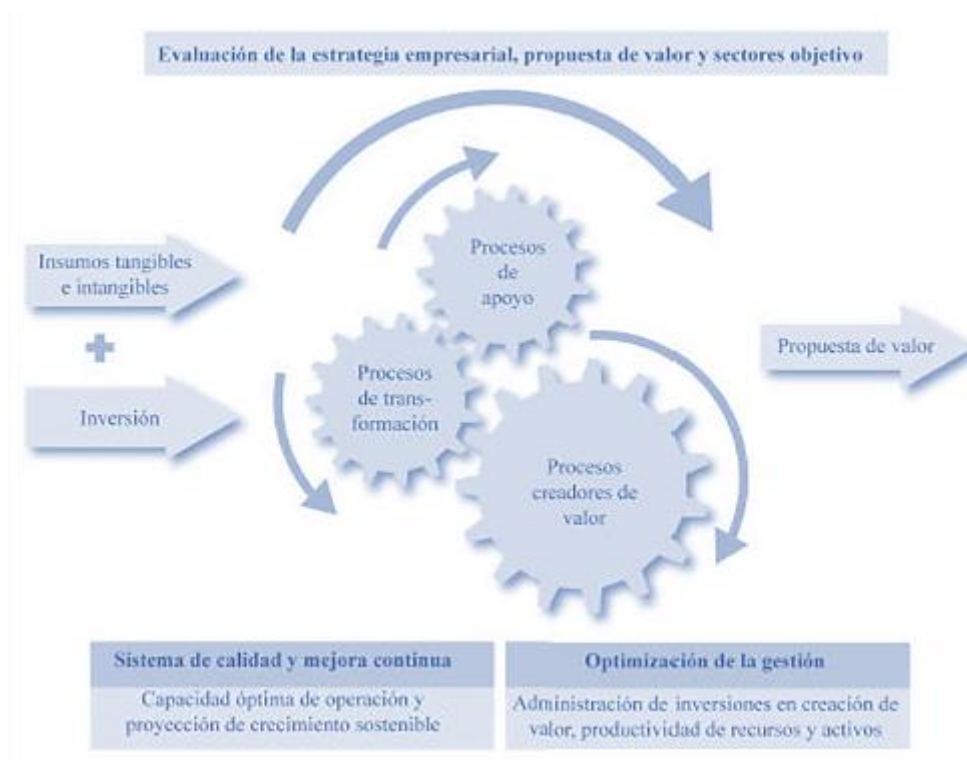 Evaluación de la estrategia empresarial, propuesta de valor y sectores objetivo
Insumos tangibles
e intangibles
Inversión
Procesos
de
apoyo
Procesos
de trans-
formación
Procesos
creadores de
valor
Propuesta de valor
Sistema de calidad y mejora continua
Capacidad óptima de operación y
proyección de crecimiento sostenible
Optimización de la gestión
Administración de inversiones en creación de
valor, productividad de recursos y activos